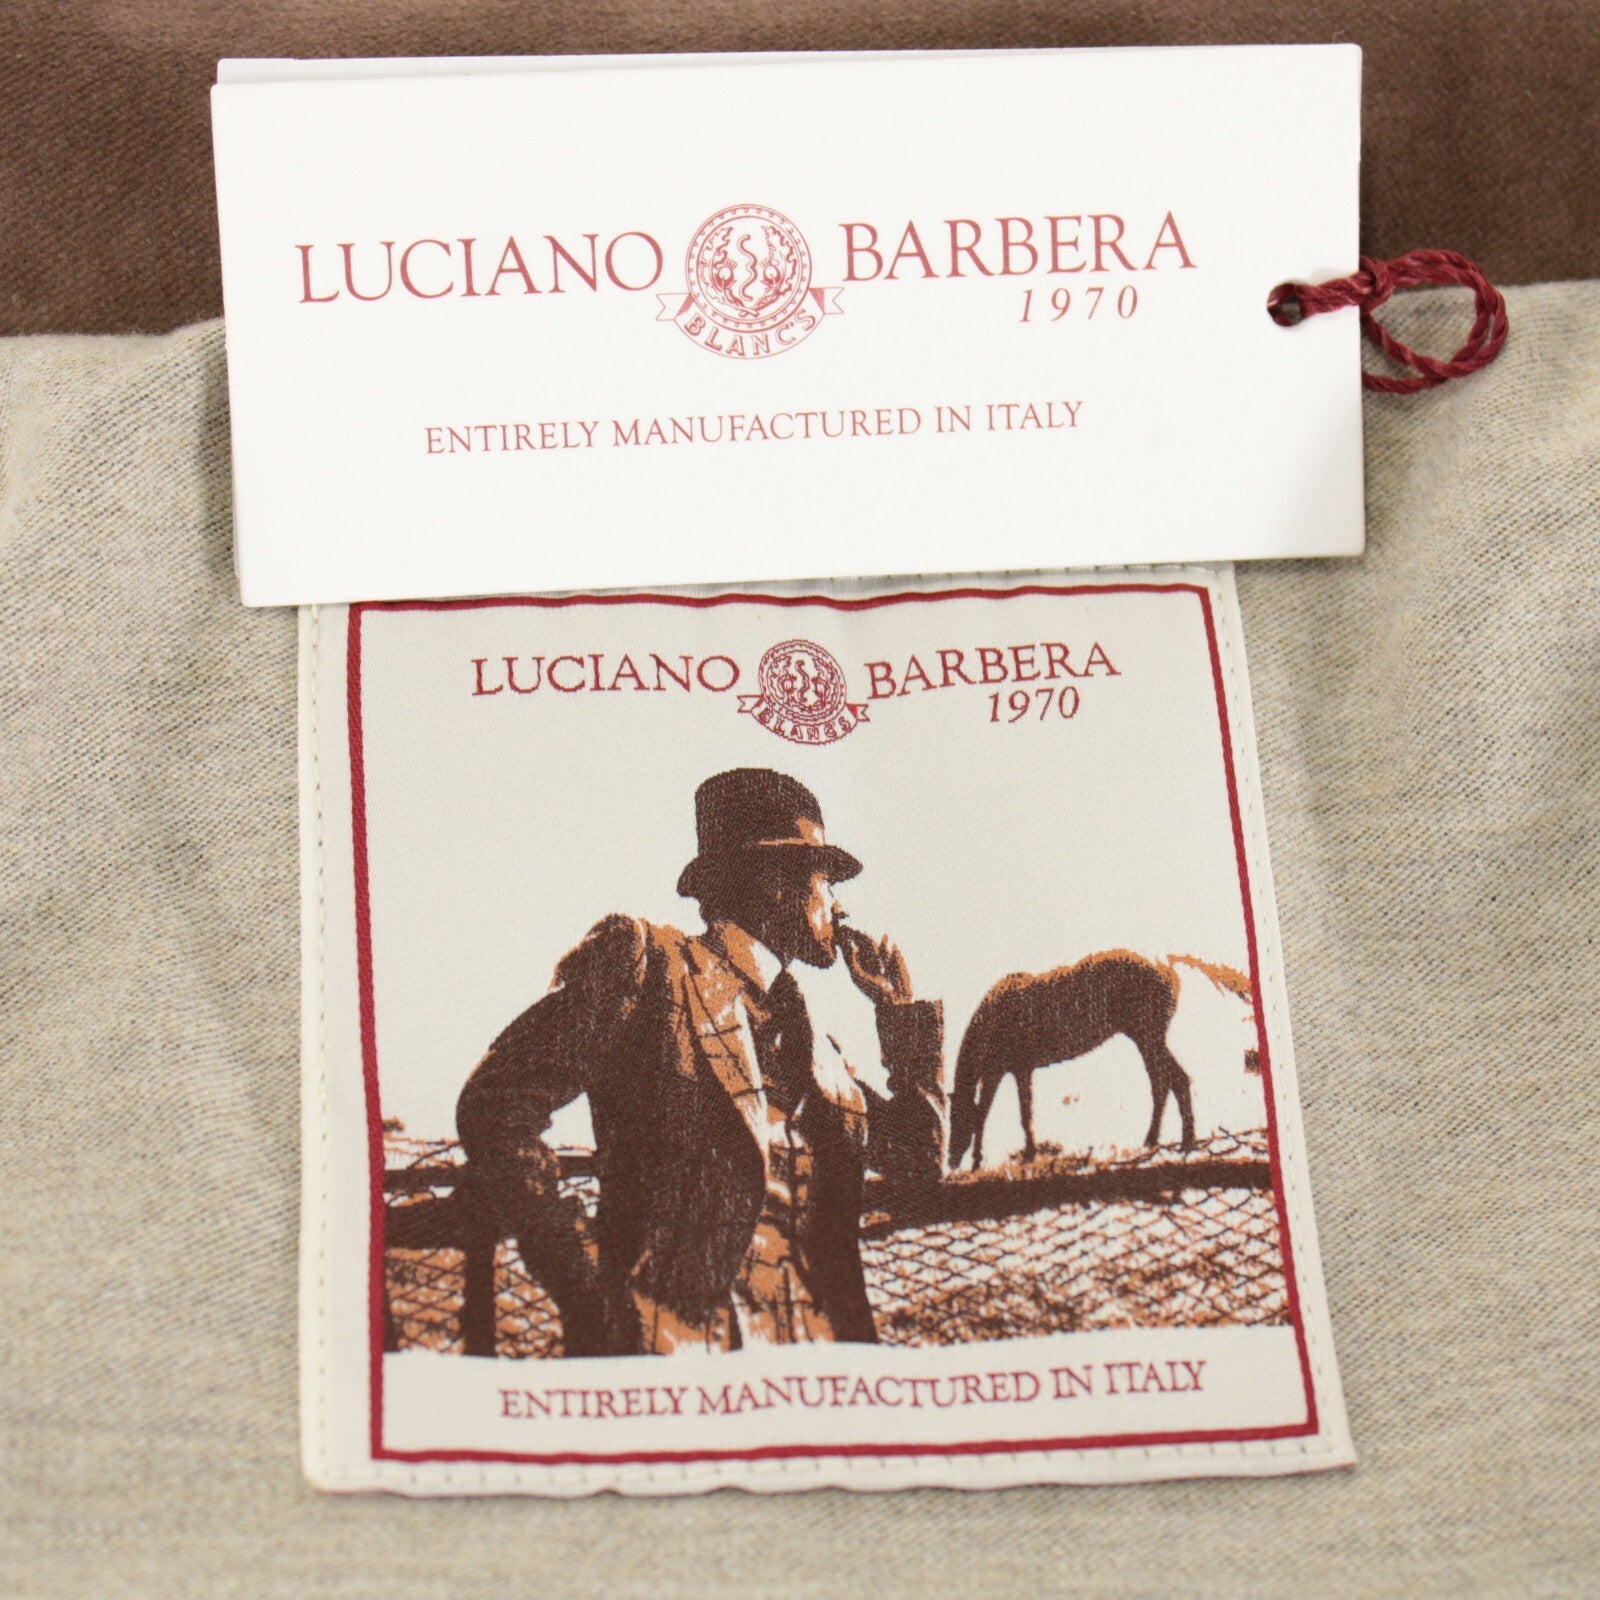 LUCIANO BARBERA
1970
BLANC'S
ENTIRELY MANUFACTURED IN ITALY
LUCIANO BARBERA
1970
BLANC'S
ENTIRELY MANUFACTURED IN ITALY